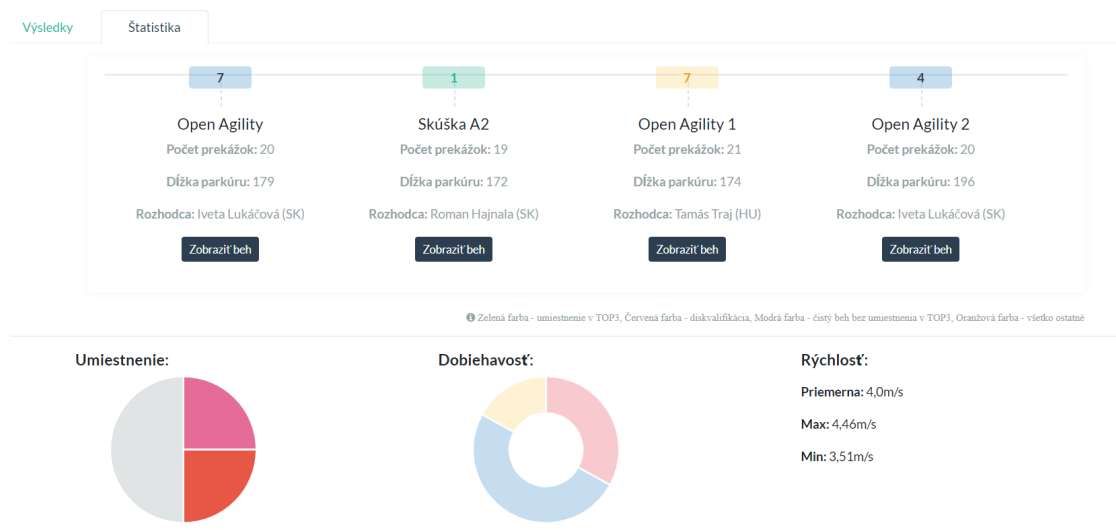 Výsledky Štatistika
7 1 7 4
Open Agility Skúška A2 Open Agility 1 Open Agility 2
Počet prekážok: 20 Počet prekážok: 19 Počet prekážok: 21 Počet prekážok: 20
Dĺžka parkúru: 179 Dĺžka parkúru: 172 Dĺžka parkúru: 174 Dĺžka parkúru: 196
Rozhodca: Iveta Lukáčová (SK) Rozhodca: Roman Hajnala (SK) Rozhodca: Tamás Traj (HU) Rozhodca: Iveta Lukáčová (SK)
Zobraziť beh Zobraziť beh Zobraziť beh Zobraziť beh
Zelená farba - umiestnenie v TOP3, Červená farba - diskvalifikácia, Modrá farba - čistý beh bez umiestnenia v TOP3, Oranžová farba - všetko ostatné
Umiestnenie: Dobiehavosť: Rýchlosť:
Priemerna: 4,0m/s
Max: 4,46m/s
Min: 3,51m/s